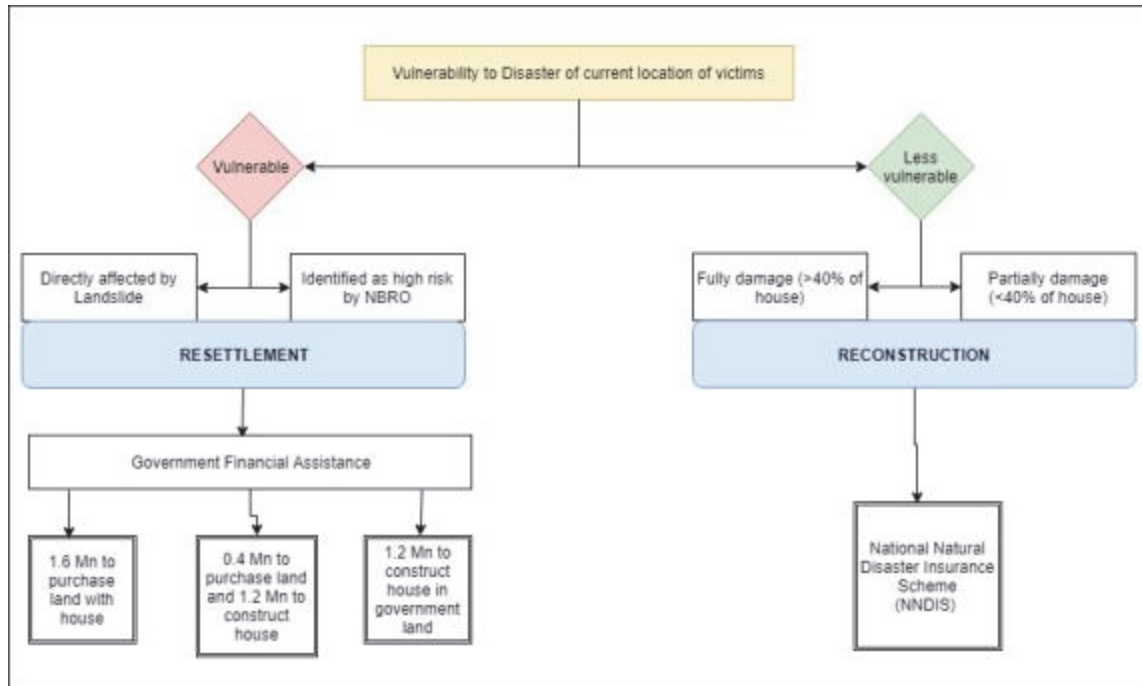 Vulnerability to Disaster of current location of victims
Vulnerable
Less
vulnerable
Directly affected by
Landslide
Identified as high risk
by NBRO
Fully damage (>40% of
house)
Partially damage
(<40% of house)
RESETTLEMENT
RECONSTRUCTION
Government Financial Assistance
1.6 Mn to
purchase
land with
house
0.4 Mn to
purchase land
and 1.2 Mn to
construct
house
1.2 Mn to
construct
house in
government
land
National Natural
Disaster Insurance
Scheme
(NNDIS)